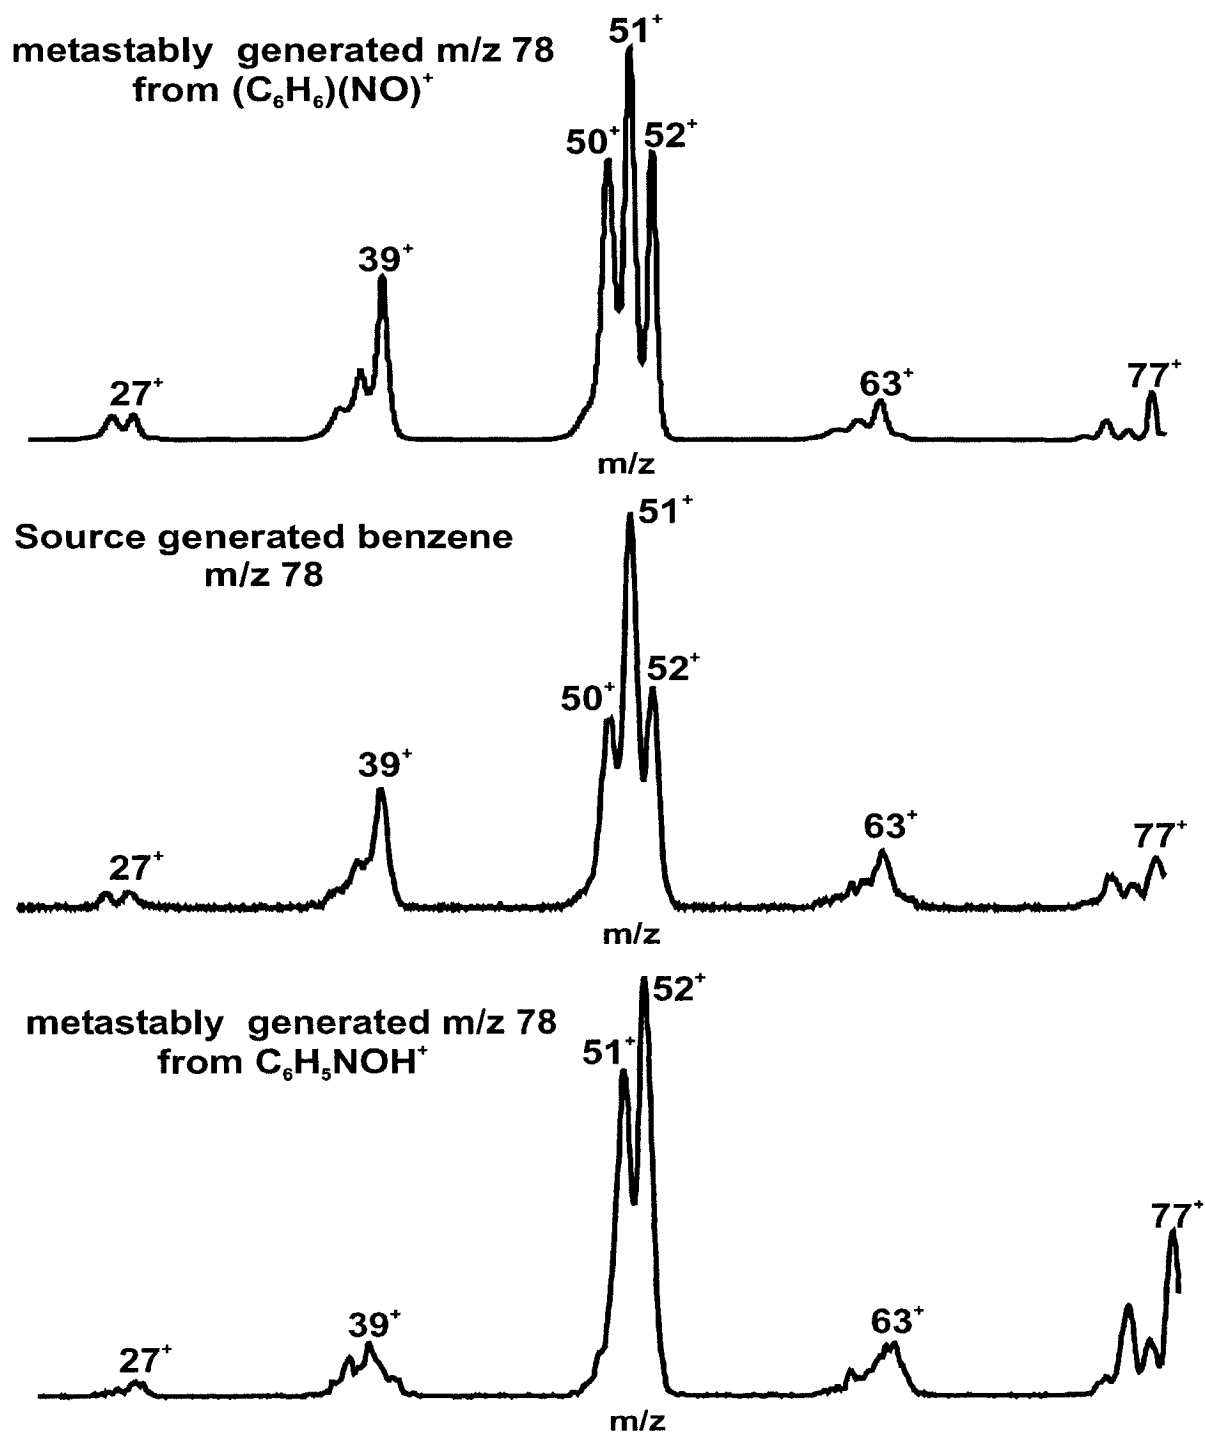 metastably generated m/z 78
from (C₆H₆)(NO)⁺
51⁺
50⁺
52⁺
39⁺
27⁺
63⁺
77⁺
m/z
Source generated benzene
m/z 78
51⁺
52⁺
50⁺
39⁺
27⁺
63⁺
77⁺
m/z
metastably generated m/z 78
from C₆H₅NOH⁺
52⁺
51⁺
77⁺
39⁺
63⁺
27⁺
m/z